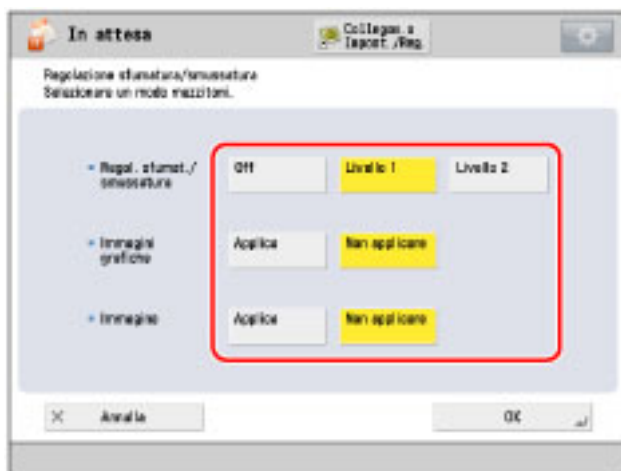 In attesa
Collegam. a
Impost./Reg.
Regolazione sfumatura/smussatura
Selezionare un modo mezzitoni.
Regol. sfumat./
smussatura
Off
Livello 1
Livello 2
Immagini
grafiche
Applica
Non applicare
Immagine
Applica
Non applicare
Annulla
OK